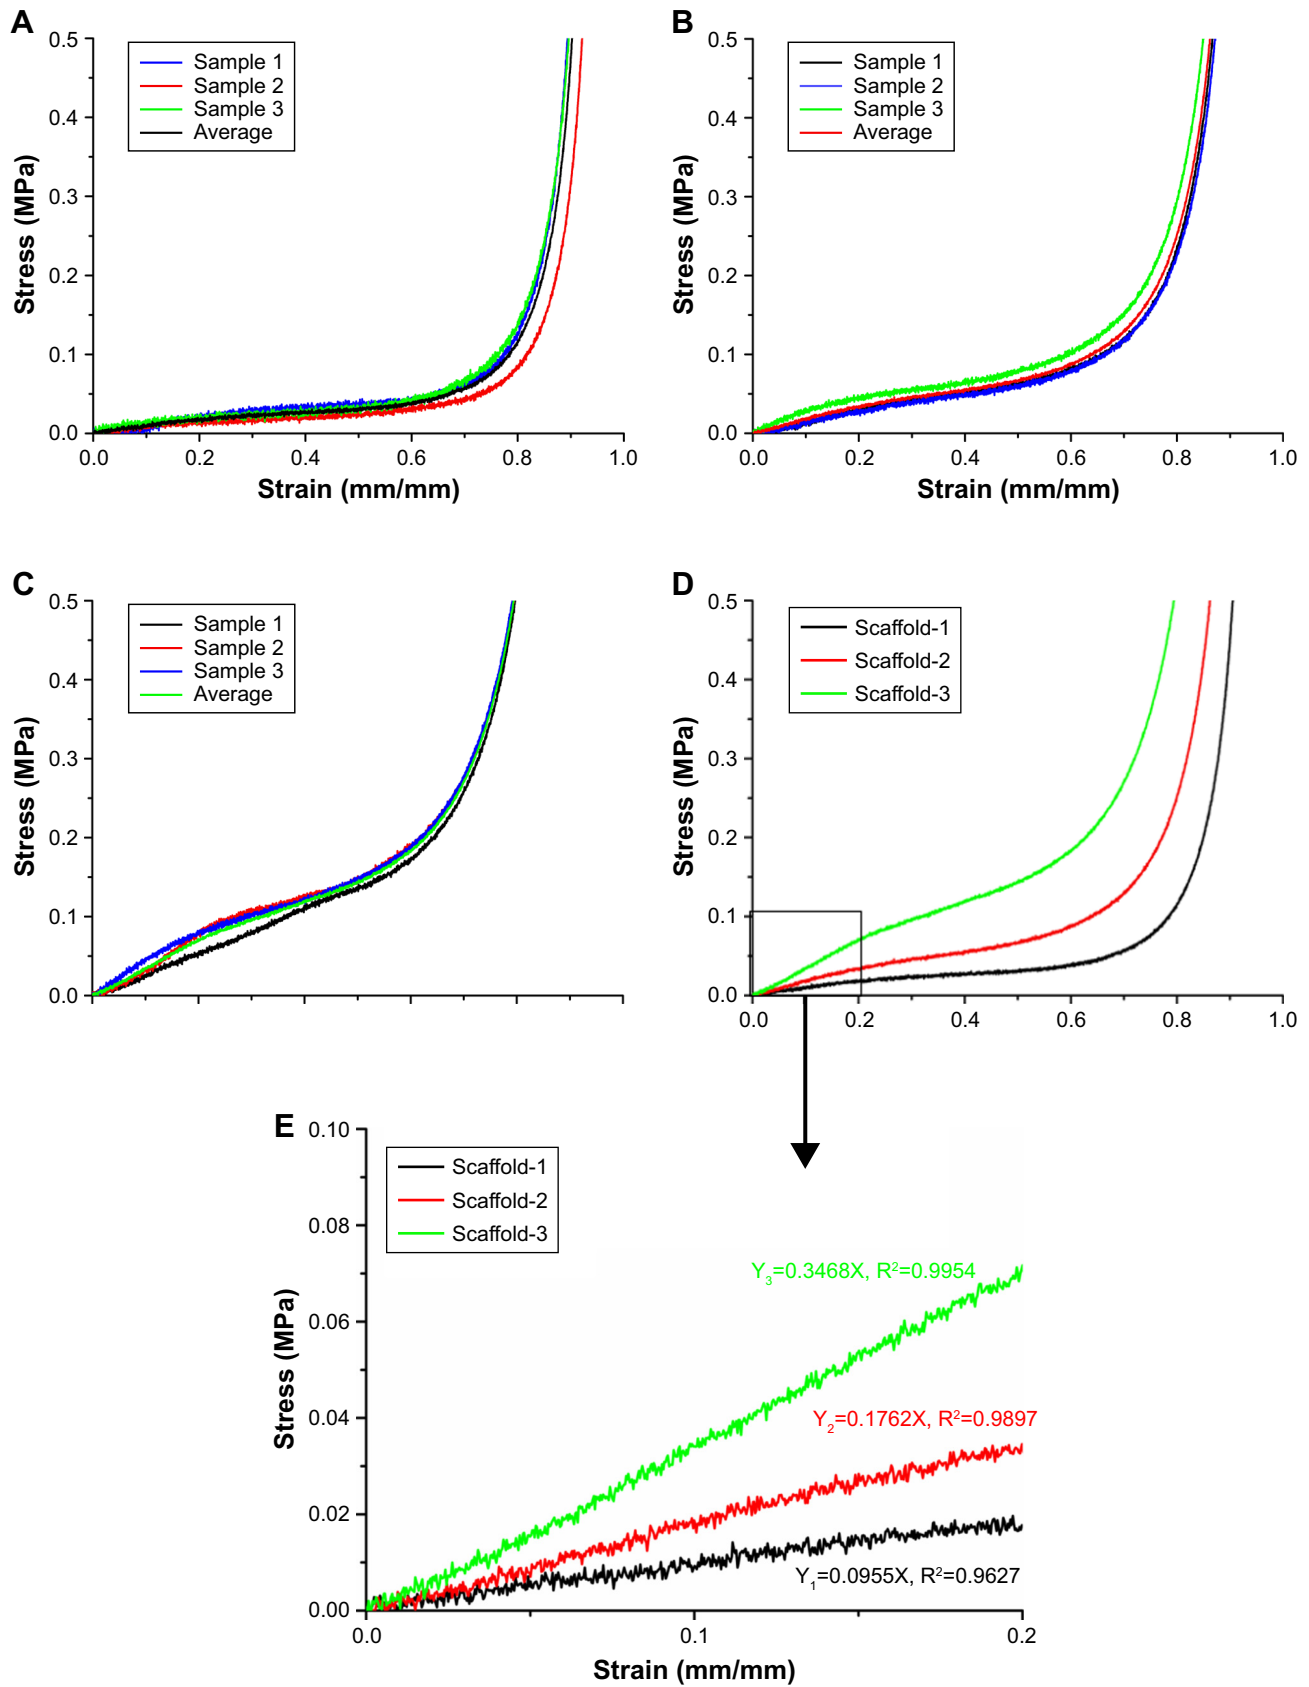 A
0.5
0.4
0.3
0.2
0.1
0.0
Stress (MPa)
Sample 1
Sample 2
Sample 3
Average
0.0 0.2 0.4 0.6 0.8 1.0
Strain (mm/mm)
B
0.5
0.4
0.3
0.2
0.1
0.0
Stress (MPa)
Sample 1
Sample 2
Sample 3
Average
0.0 0.2 0.4 0.6 0.8 1.0
Strain (mm/mm)
C
0.5
0.4
0.3
0.2
0.1
0.0
Stress (MPa)
Sample 1
Sample 2
Sample 3
Average
D
0.5
0.4
0.3
0.2
0.1
0.0
Stress (MPa)
Scaffold-1
Scaffold-2
Scaffold-3
0.0 0.2 0.4 0.6 0.8 1.0
E
0.10
0.08
0.06
0.04
0.02
0.00
Stress (MPa)
Scaffold-1
Scaffold-2
Scaffold-3
Y₃=0.3468X, R²=0.9954
Y₂=0.1762X, R²=0.9897
Y₁=0.0955X, R²=0.9627
0.0 0.1 0.2
Strain (mm/mm)